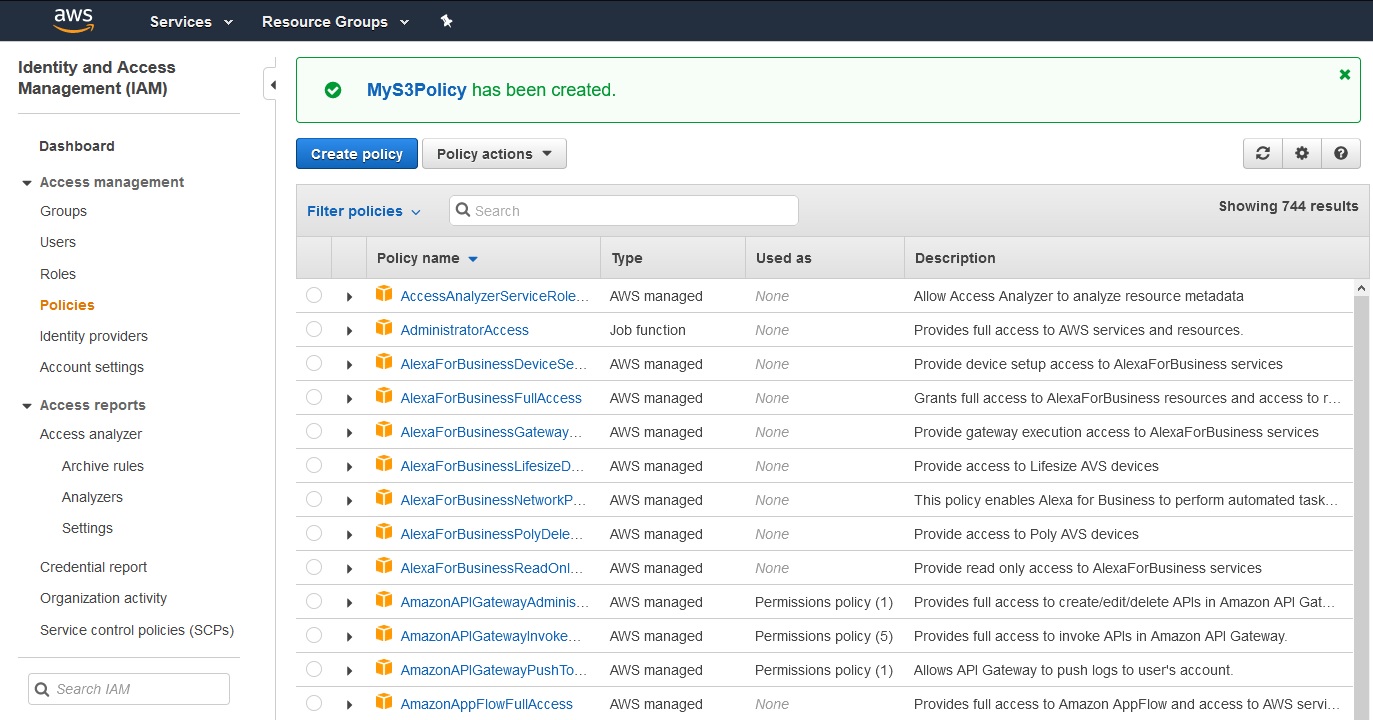 aws
Services
Resource Groups
Identity and Access
Management (IAM)
Dashboard
Access management
Groups
Users
Roles
Policies
Identity providers
Account settings
Access reports
Access analyzer
Archive rules
Analyzers
Settings
Credential report
Organization activity
Service control policies (SCPs)
Search IAM
MyS3Policy has been created.
Create policy
Policy actions
Filter policies
Search
Showing 744 results
Policy name Type Used as Description
AccessAnalyzerServiceRole... AWS managed None Allow Access Analyzer to analyze resource metadata
AdministratorAccess Job function None Provides full access to AWS services and resources.
AlexaForBusinessDeviceSe... AWS managed None Provide device setup access to AlexaForBusiness services
AlexaForBusinessFullAccess AWS managed None Grants full access to AlexaForBusiness resources and access to r...
AlexaForBusinessGateway... AWS managed None Provide gateway execution access to AlexaForBusiness services
AlexaForBusinessLifesizeD... AWS managed None Provide access to Lifesize AVS devices
AlexaForBusinessNetworkP... AWS managed None This policy enables Alexa for Business to perform automated task...
AlexaForBusinessPolyDele... AWS managed None Provide access to Poly AVS devices
AlexaForBusinessReadOnl... AWS managed None Provide read only access to AlexaForBusiness services
AmazonAPIGatewayAdminis... AWS managed Permissions policy (1) Provides full access to create/edit/delete APIs in Amazon API Gat...
AmazonAPIGatewayInvoke... AWS managed Permissions policy (5) Provides full access to invoke APIs in Amazon API Gateway.
AmazonAPIGatewayPushTo... AWS managed Permissions policy (1) Allows API Gateway to push logs to user's account.
AmazonAppFlowFullAccess AWS managed None Provides full access to Amazon AppFlow and access to AWS servi...